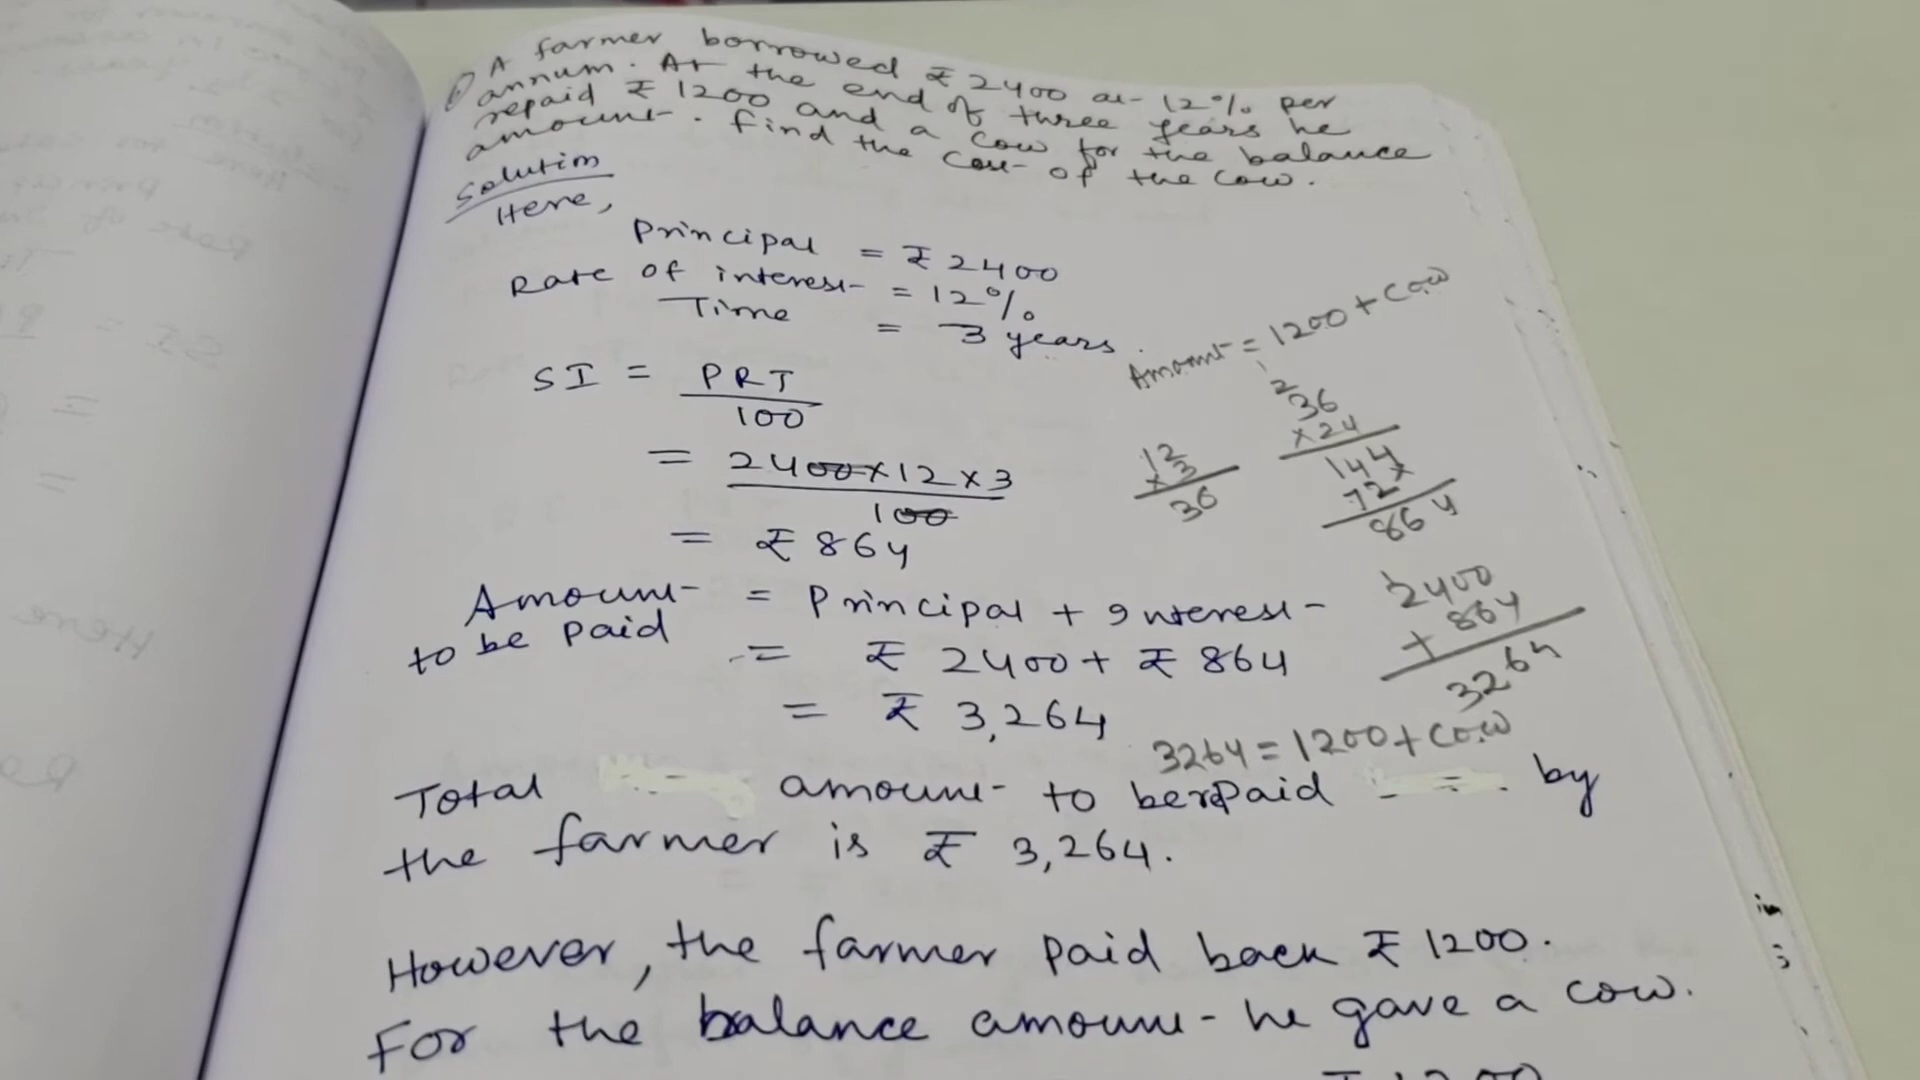 A farmer borrowed ₹ 2400 at 12% per
annum. At the end of three years he
repaid ₹ 1200 and a cow for the balance
amount. Find the cost of the cow.
Solution
Here,
Principal = ₹ 2400
Rate of interest = 12%
Time = 3 years.
Amount = 1200 + cow
SI = PRT
100
= 2400 × 12 × 3
100
= ₹ 864
12
× 3
36
2
36
× 24
144
72×
864
Amount = Principal + Interest
to be paid
= ₹ 2400 + ₹ 864
= ₹ 3,264
2400
+ 864
3264
3264 = 1200 + cow
Total amount to be repaid by
the farmer is ₹ 3,264.
However, the farmer paid back ₹ 1200.
For the balance amount he gave a cow.
₹ 1200